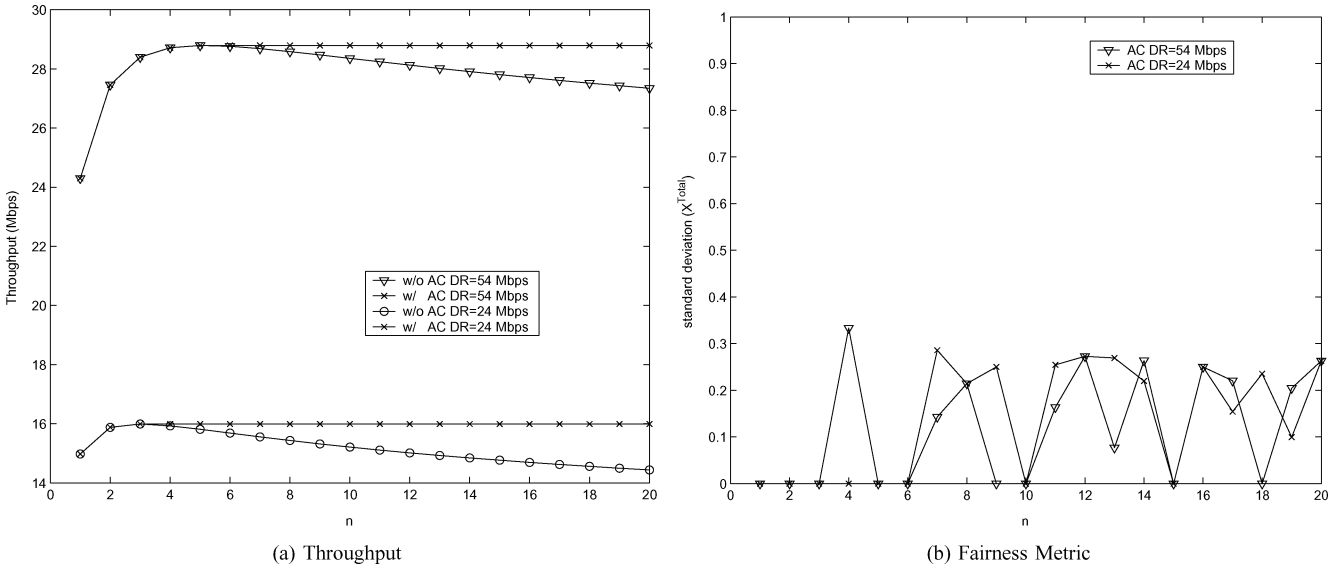 30
28
26
24
22
20
18
16
14
0 2 4 6 8 10 12 14 16 18 20
Throughput (Mbps)
n
w/o AC DR=54 Mbps
w/ AC DR=54 Mbps
w/o AC DR=24 Mbps
w/ AC DR=24 Mbps
(a) Throughput
1
0.9
0.8
0.7
0.6
0.5
0.4
0.3
0.2
0.1
0
0 2 4 6 8 10 12 14 16 18 20
standard deviation (X^Total)
n
AC DR=54 Mbps
AC DR=24 Mbps
(b) Fairness Metric